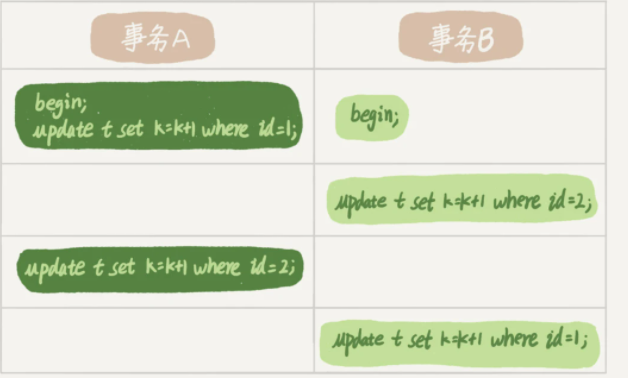 事务A
事务B
begin;
update t set k=k+1 where id=1;
begin;
update t set k=k+1 where id=2;
update t set k=k+1 where id=2;
update t set k=k+1 where id=1;